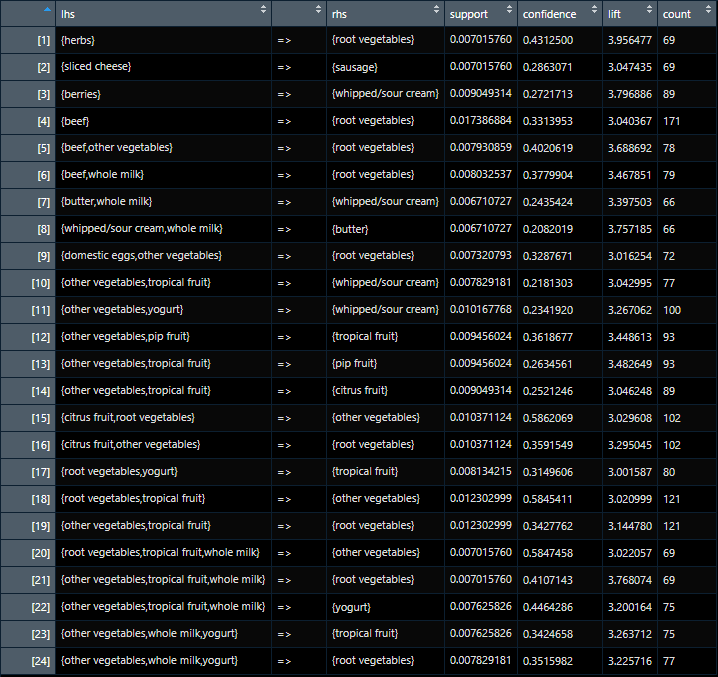 lhs rhs support confidence lift count
[1] {herbs} => {root vegetables} 0.007015760 0.4312500 3.956477 69
[2] {sliced cheese} => {sausage} 0.007015760 0.2863071 3.047435 69
[3] {berries} => {whipped/sour cream} 0.009049314 0.2721713 3.796886 89
[4] {beef} => {root vegetables} 0.017386884 0.3313953 3.040367 171
[5] {beef,other vegetables} => {root vegetables} 0.007930859 0.4020619 3.688692 78
[6] {beef,whole milk} => {root vegetables} 0.008032537 0.3779904 3.467851 79
[7] {butter,whole milk} => {whipped/sour cream} 0.006710727 0.2435424 3.397503 66
[8] {whipped/sour cream,whole milk} => {butter} 0.006710727 0.2082019 3.757185 66
[9] {domestic eggs,other vegetables} => {root vegetables} 0.007320793 0.3287671 3.016254 72
[10] {other vegetables,tropical fruit} => {whipped/sour cream} 0.007829181 0.2181303 3.042995 77
[11] {other vegetables,yogurt} => {whipped/sour cream} 0.010167768 0.2341920 3.267062 100
[12] {other vegetables,pip fruit} => {tropical fruit} 0.009456024 0.3618677 3.448613 93
[13] {other vegetables,tropical fruit} => {pip fruit} 0.009456024 0.2634561 3.482649 93
[14] {other vegetables,tropical fruit} => {citrus fruit} 0.009049314 0.2521246 3.046248 89
[15] {citrus fruit,root vegetables} => {other vegetables} 0.010371124 0.5862069 3.029608 102
[16] {citrus fruit,other vegetables} => {root vegetables} 0.010371124 0.3591549 3.295045 102
[17] {root vegetables,yogurt} => {tropical fruit} 0.008134215 0.3149606 3.001587 80
[18] {root vegetables,tropical fruit} => {other vegetables} 0.012302999 0.5845411 3.020999 121
[19] {other vegetables,tropical fruit} => {root vegetables} 0.012302999 0.3427762 3.144780 121
[20] {root vegetables,tropical fruit,whole milk} => {other vegetables} 0.007015760 0.5847458 3.022057 69
[21] {other vegetables,tropical fruit,whole milk} => {root vegetables} 0.007015760 0.4107143 3.768074 69
[22] {other vegetables,tropical fruit,whole milk} => {yogurt} 0.007625826 0.4464286 3.200164 75
[23] {other vegetables,whole milk,yogurt} => {tropical fruit} 0.007625826 0.3424658 3.263712 75
[24] {other vegetables,whole milk,yogurt} => {root vegetables} 0.007829181 0.3515982 3.225716 77